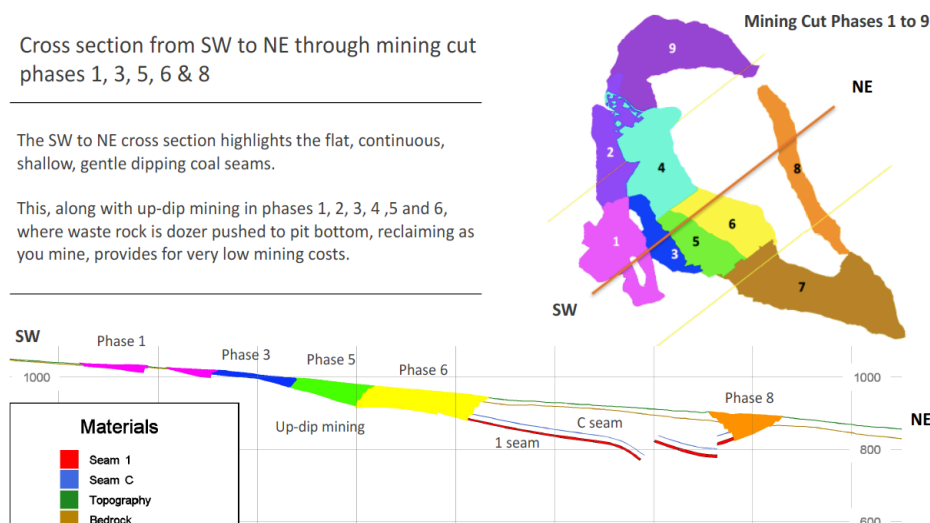 Mining Cut Phases 1 to 9
Cross section from SW to NE through mining cut
phases 1, 3, 5, 6 & 8
The SW to NE cross section highlights the flat, continuous,
shallow, gentle dipping coal seams.
This, along with up-dip mining in phases 1, 2, 3, 4 ,5 and 6,
where waste rock is dozer pushed to pit bottom, reclaiming as
you mine, provides for very low mining costs.
9
NE
2
4
8
1
6
5
3
7
SW
SW
Phase 1
Phase 3
Phase 5
Phase 6
1000
1000
Phase 8
NE
Up-dip mining
C seam
1 seam
800
600
Materials
Seam 1
Seam C
Topography
Bedrock